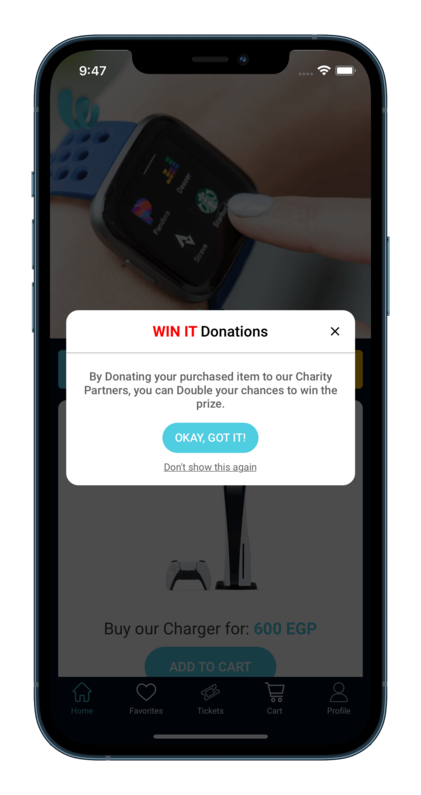 9:47
Pandora
Deezer
Strava
Starbucks
WIN IT Donations
By Donating your purchased item to our Charity
Partners, you can Double your chances to win the
prize.
OKAY, GOT IT!
Don't show this again
Buy our Charger for: 600 EGP
ADD TO CART
Home
Favorites
Tickets
Cart
Profile